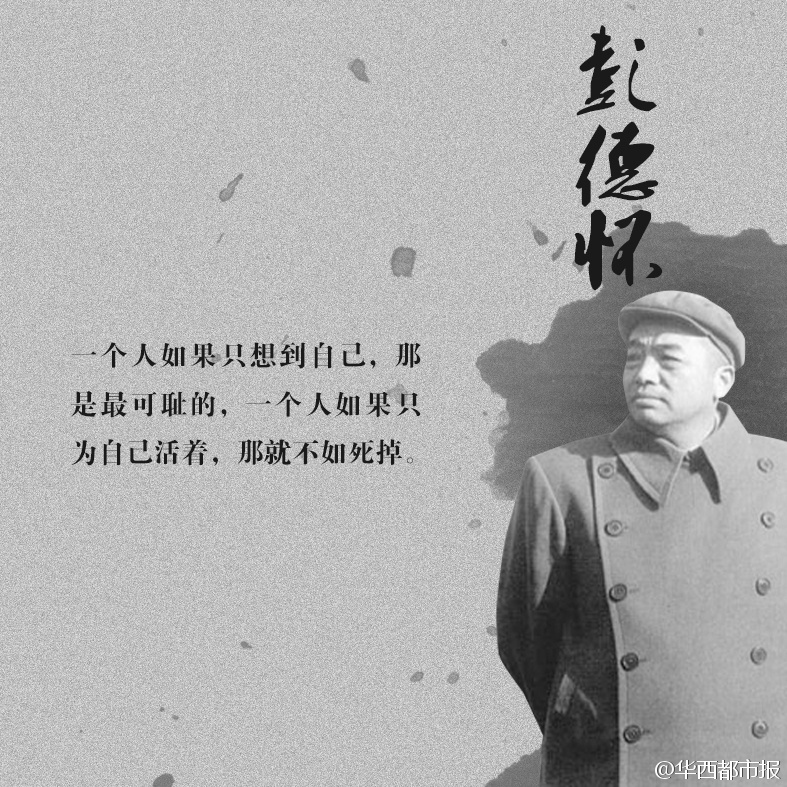 彭德怀
一个人如果只想到自己，那
是最可耻的，一个人如果只
为自己活着，那就不如死掉。
@华西都市报